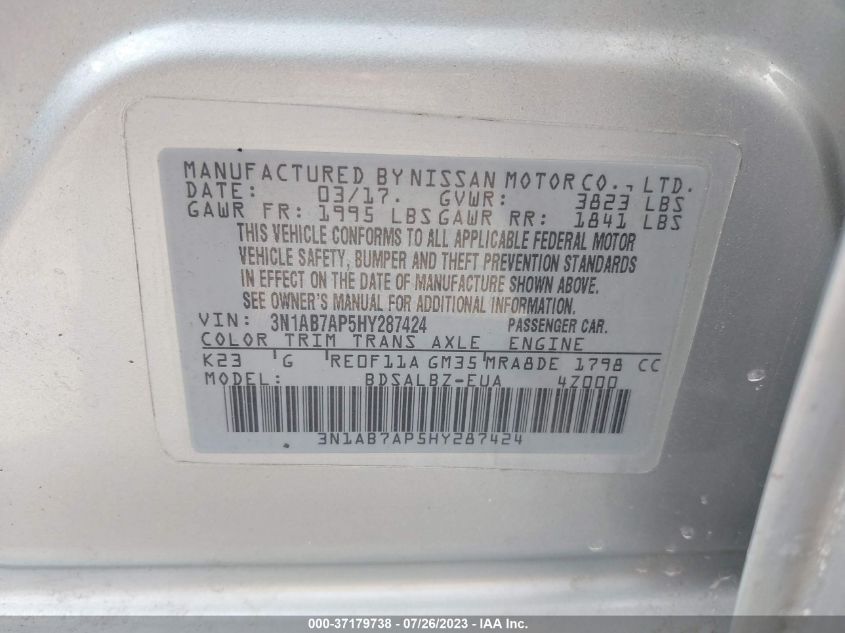 MANUFACTURED BY NISSAN MOTOR CO., LTD.
DATE: 03/17. GVWR: 3823 LBS
GAWR FR: 1995 LBS GAWR RR: 1841 LBS
THIS VEHICLE CONFORMS TO ALL APPLICABLE FEDERAL MOTOR
VEHICLE SAFETY, BUMPER AND THEFT PREVENTION STANDARDS
IN EFFECT ON THE DATE OF MANUFACTURE SHOWN ABOVE.
SEE OWNER'S MANUAL FOR ADDITIONAL INFORMATION.
VIN: 3N1AB7AP5HY287424 PASSENGER CAR.
COLOR TRIM TRANS AXLE ENGINE
K23 G RE0F11A GM35 MRA8DE 1798 CC
MODEL: BDSALBZ-EUA 4Z000
3N1AB7AP5HY287424
000-37179738 - 07/26/2023 - IAA Inc.